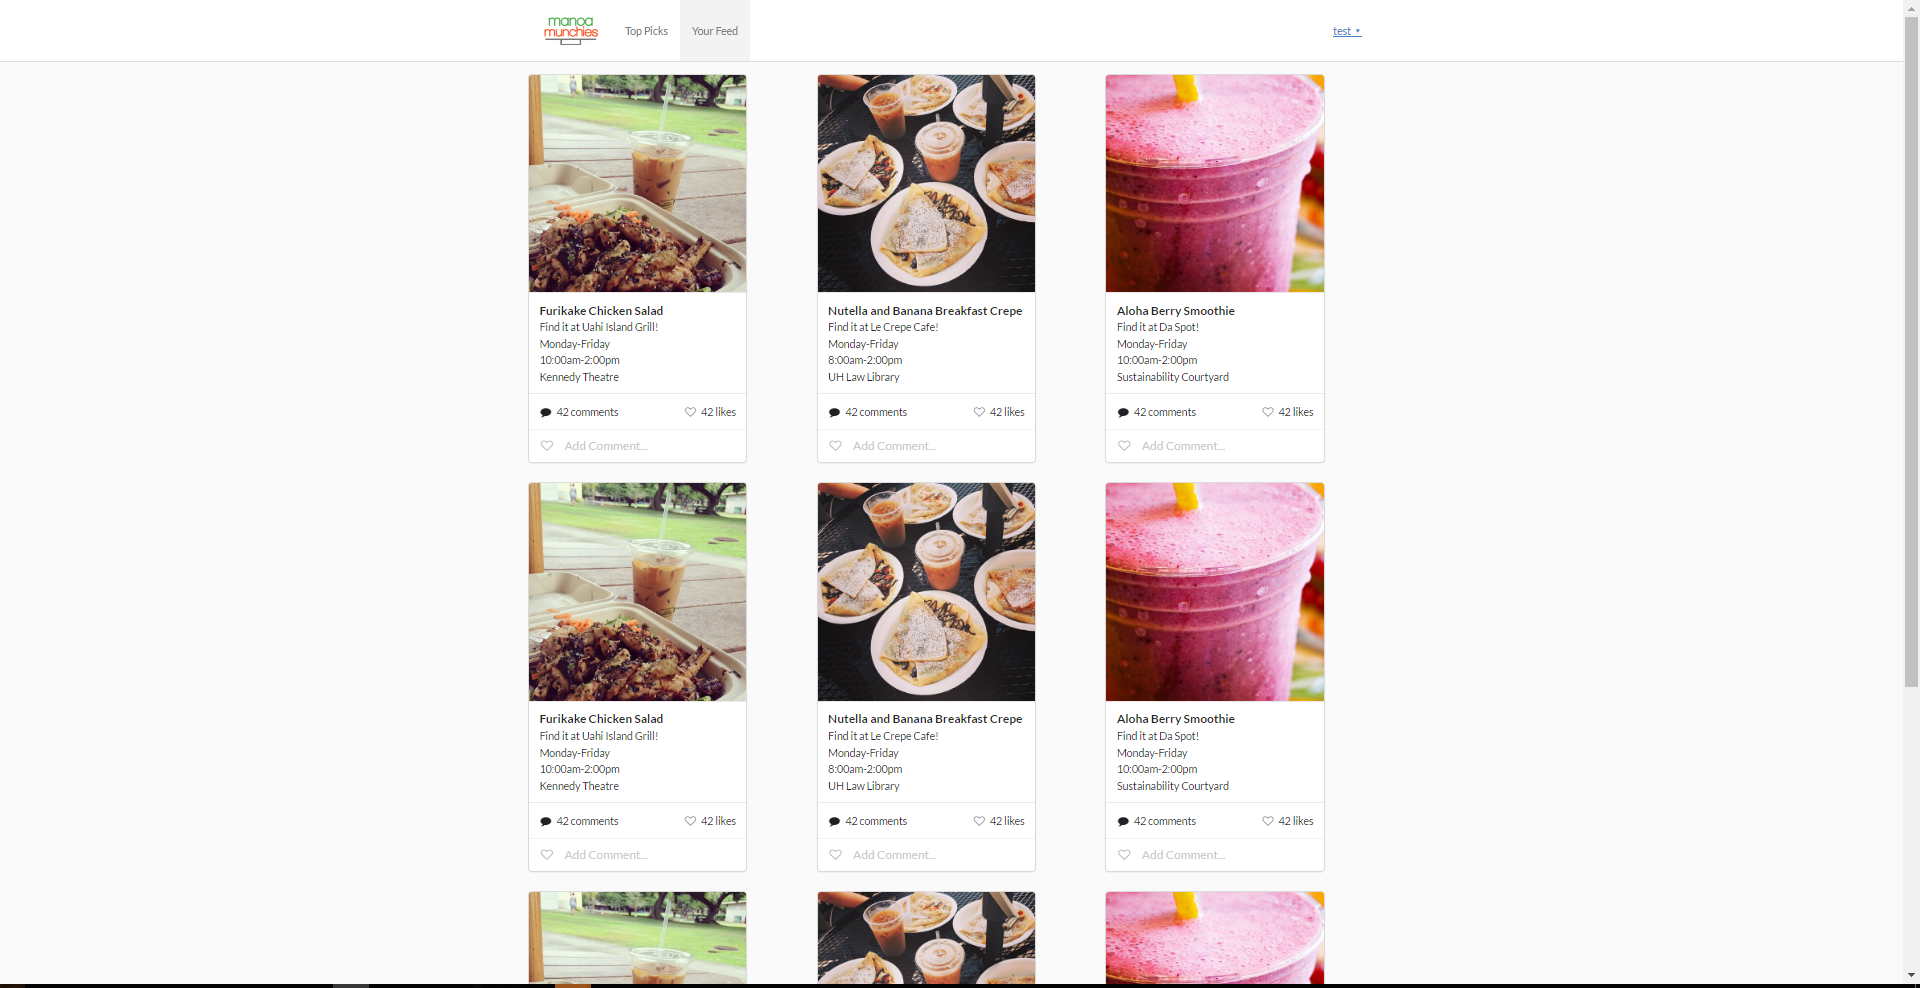 manoa
munchies
Top Picks
Your Feed
test
Furikake Chicken Salad
Find it at Uahi Island Grill!
Monday-Friday
10:00am-2:00pm
Kennedy Theatre
42 comments
42 likes
Add Comment...
Nutella and Banana Breakfast Crepe
Find it at Le Crepe Cafe!
Monday-Friday
8:00am-2:00pm
UH Law Library
42 comments
42 likes
Add Comment...
Aloha Berry Smoothie
Find it at Da Spot!
Monday-Friday
10:00am-2:00pm
Sustainability Courtyard
42 comments
42 likes
Add Comment...
Furikake Chicken Salad
Find it at Uahi Island Grill!
Monday-Friday
10:00am-2:00pm
Kennedy Theatre
42 comments
42 likes
Add Comment...
Nutella and Banana Breakfast Crepe
Find it at Le Crepe Cafe!
Monday-Friday
8:00am-2:00pm
UH Law Library
42 comments
42 likes
Add Comment...
Aloha Berry Smoothie
Find it at Da Spot!
Monday-Friday
10:00am-2:00pm
Sustainability Courtyard
42 comments
42 likes
Add Comment...